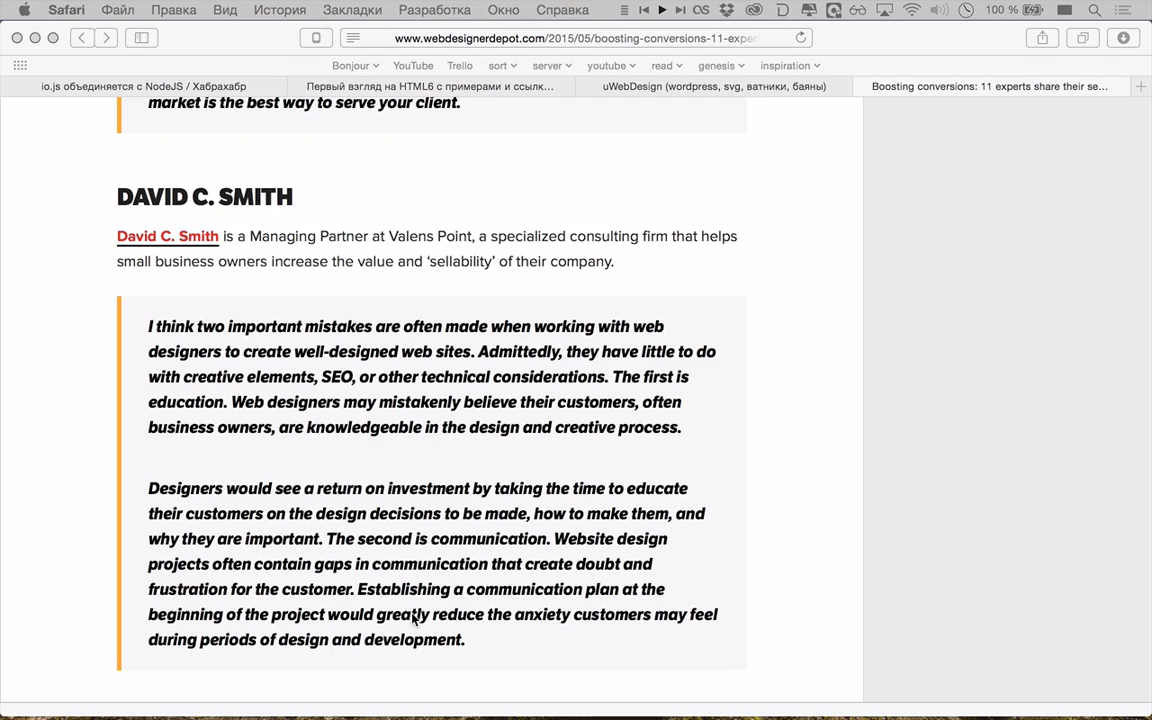 Safari Файл Правка Вид История Закладки Разработка Окно Справка 100 %
www.webdesignerdepot.com/2015/05/boosting-conversions-11-exper
Bonjour YouTube Trello sort server youtube read genesis inspiration
io.js объединяется с NodeJS / Хабрахабр Первый взгляд на HTML6 с примерами и ссылк... uWebDesign (wordpress, svg, ватники, баяны) Boosting conversions: 11 experts share their se...
market is the best way to serve your client.
DAVID C. SMITH
David C. Smith is a Managing Partner at Valens Point, a specialized consulting firm that helps
small business owners increase the value and ‘sellability’ of their company.
I think two important mistakes are often made when working with web
designers to create well-designed web sites. Admittedly, they have little to do
with creative elements, SEO, or other technical considerations. The first is
education. Web designers may mistakenly believe their customers, often
business owners, are knowledgeable in the design and creative process.
Designers would see a return on investment by taking the time to educate
their customers on the design decisions to be made, how to make them, and
why they are important. The second is communication. Website design
projects often contain gaps in communication that create doubt and
frustration for the customer. Establishing a communication plan at the
beginning of the project would greatly reduce the anxiety customers may feel
during periods of design and development.